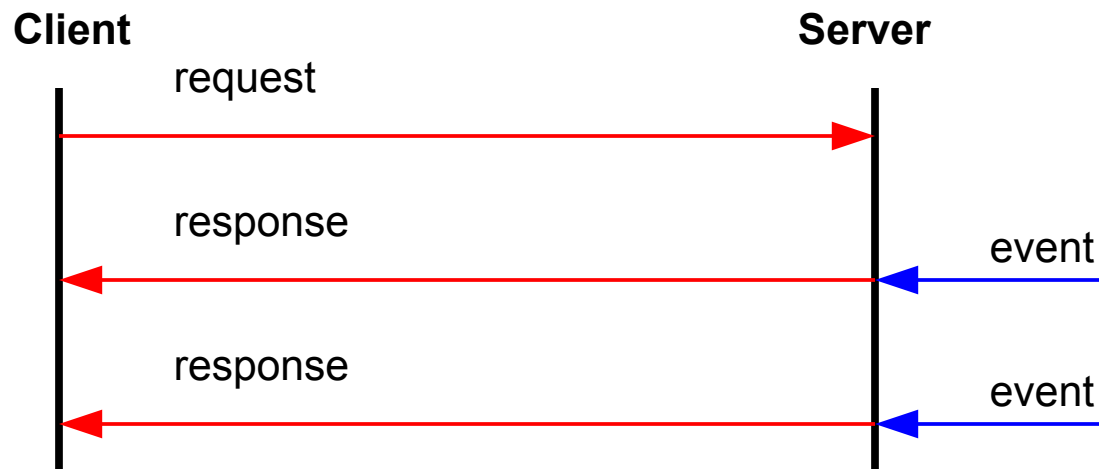 Client
Server
request
response
event
response
event